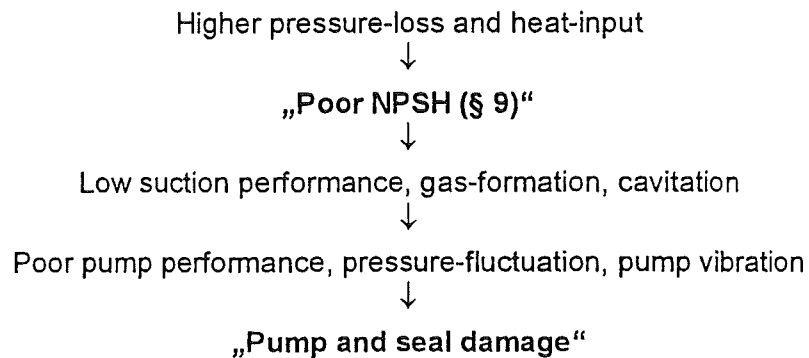 Higher pressure-loss and heat-input
↓
„Poor NPSH (§ 9)“
↓
Low suction performance, gas-formation, cavitation
↓
Poor pump performance, pressure-fluctuation, pump vibration
↓
„Pump and seal damage“